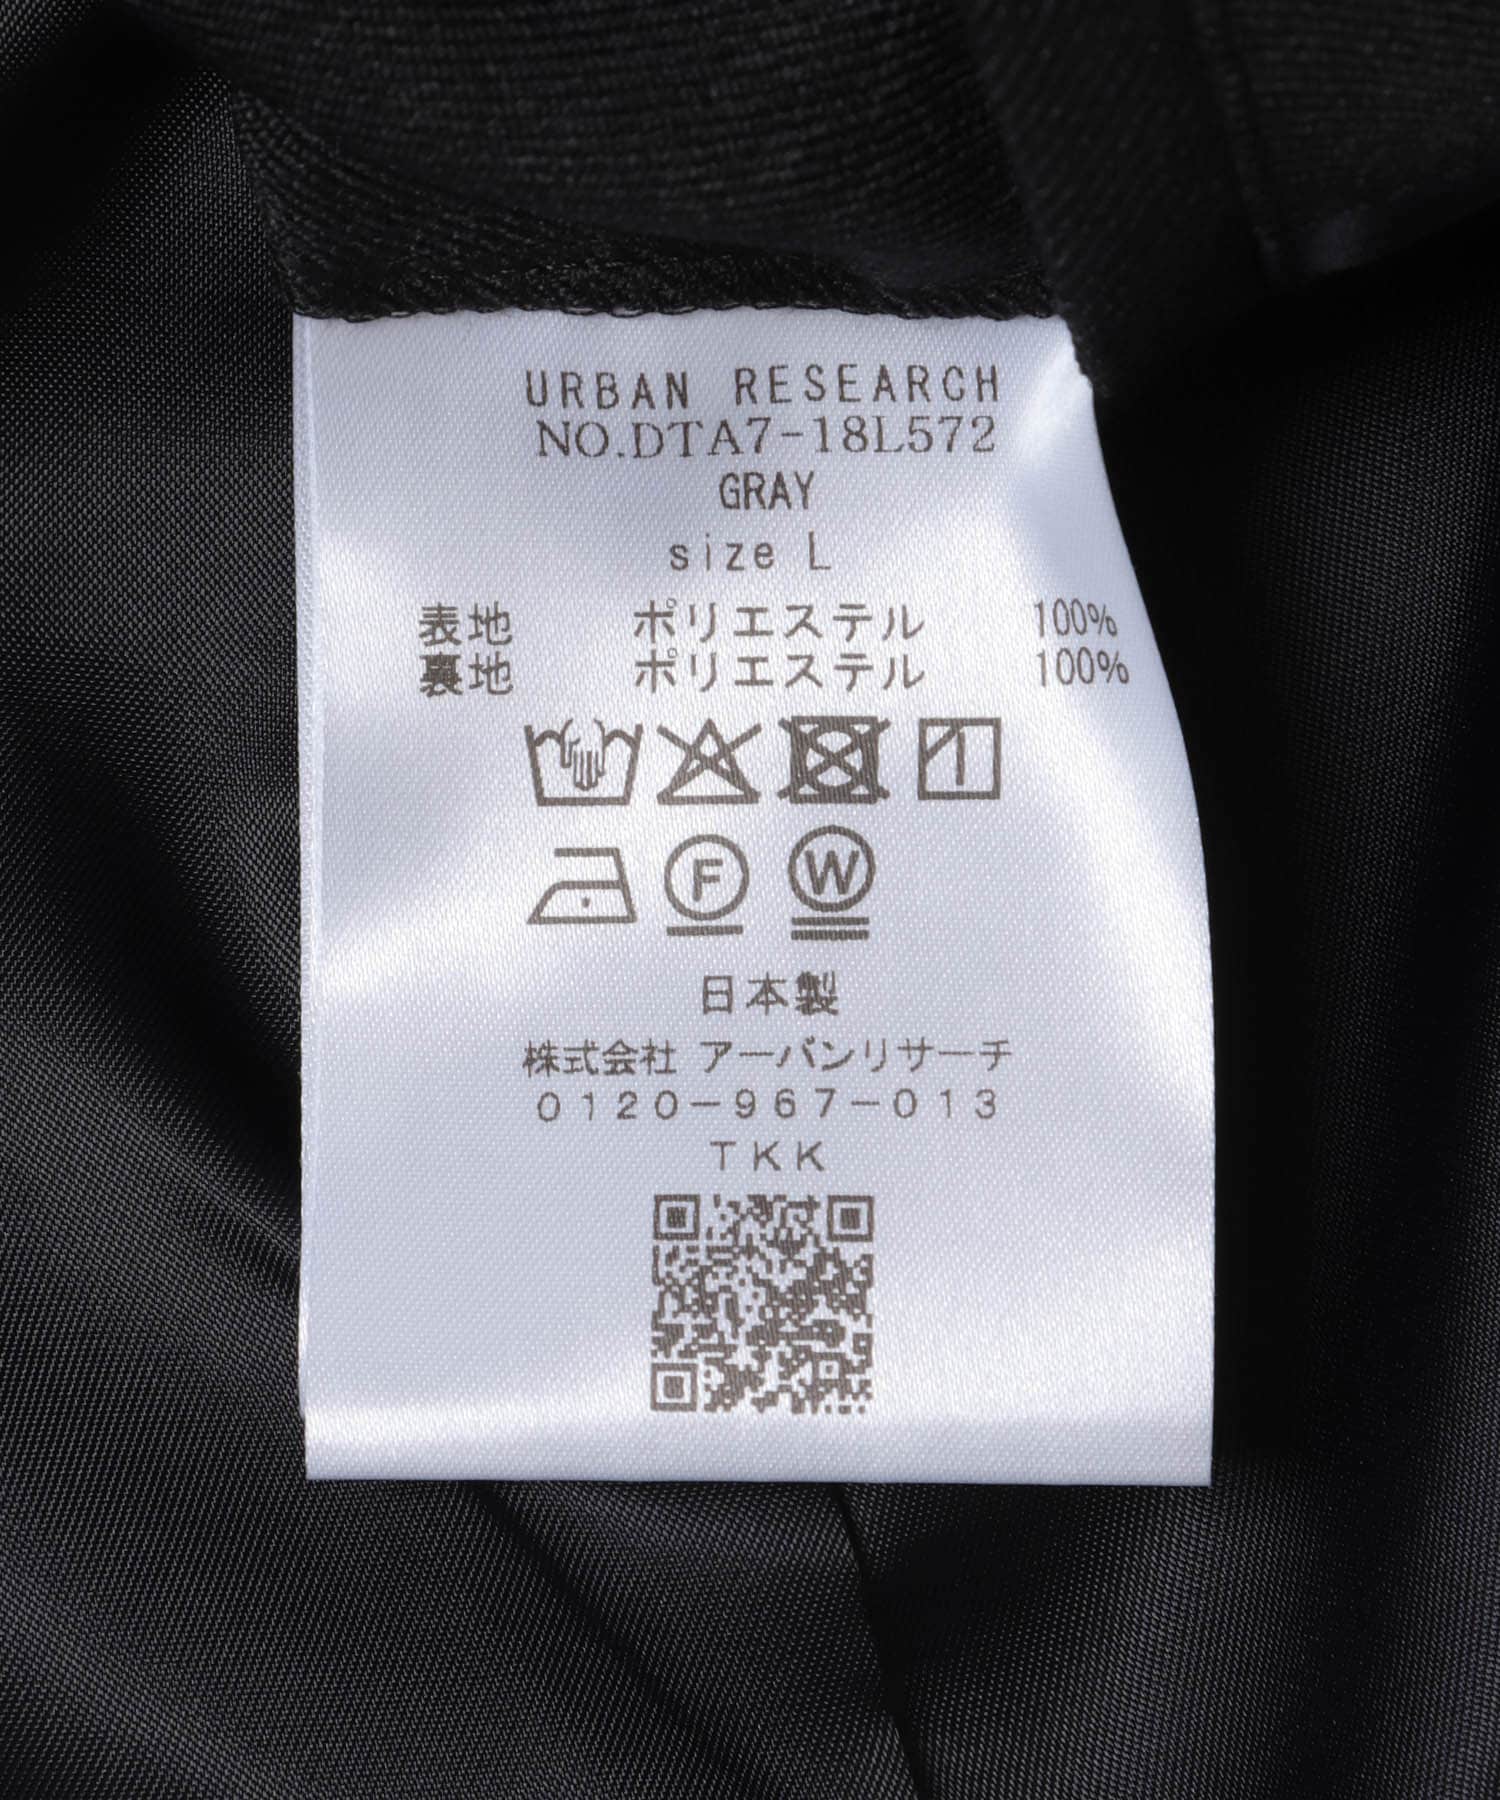 URBAN RESEARCH
NO.DTA7-18L572
GRAY
size L
表地 ポリエステル 100%
裏地 ポリエステル 100%
F W
日本製
株式会社 アーバンリサーチ
0120-967-013
TKK